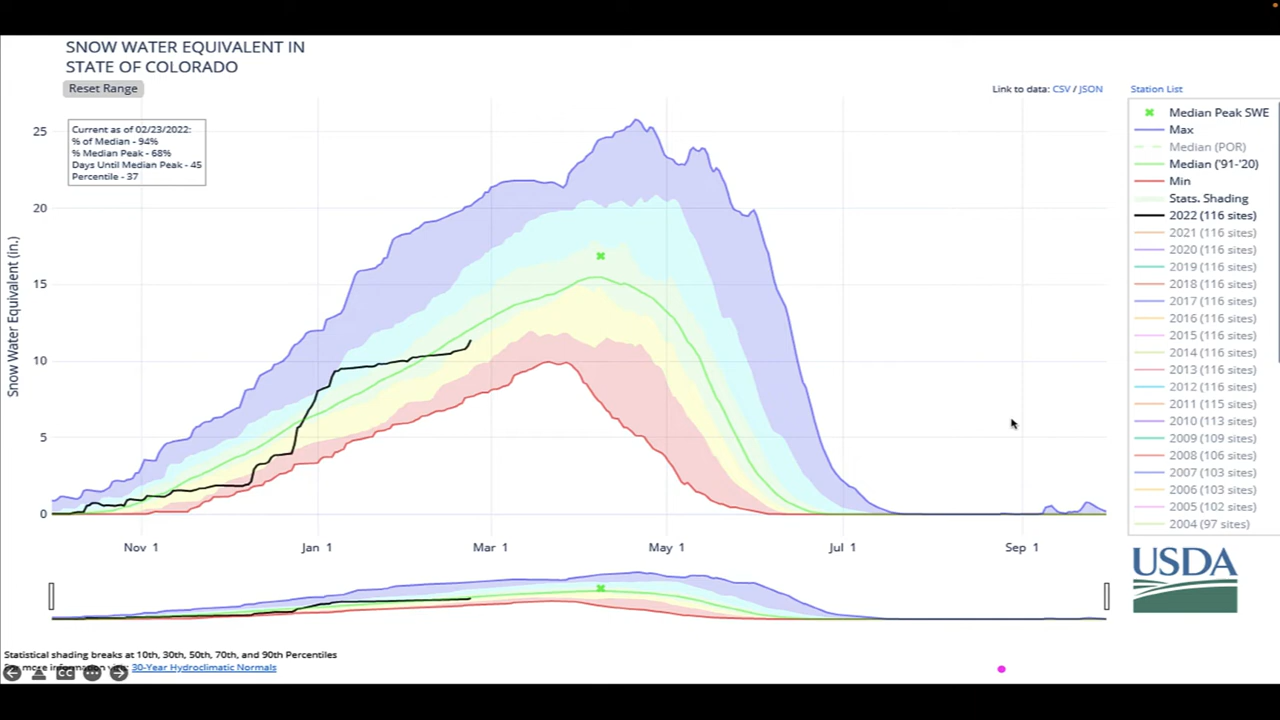 SNOW WATER EQUIVALENT IN
STATE OF COLORADO
Reset Range
Link to data: CSV / JSON
Station List
Current as of 02/23/2022:
% of Median - 94%
% Median Peak - 68%
Days Until Median Peak - 45
Percentile - 37
Snow Water Equivalent (in.)
25
20
15
10
5
0
Nov 1
Jan 1
Mar 1
May 1
Jul 1
Sep 1
Median Peak SWE
Max
Median (POR)
Median ('91-'20)
Min
Stats. Shading
2022 (116 sites)
2021 (116 sites)
2020 (116 sites)
2019 (116 sites)
2018 (116 sites)
2017 (116 sites)
2016 (116 sites)
2015 (116 sites)
2014 (116 sites)
2013 (116 sites)
2012 (116 sites)
2011 (115 sites)
2010 (113 sites)
2009 (109 sites)
2008 (106 sites)
2007 (103 sites)
2006 (103 sites)
2005 (102 sites)
2004 (97 sites)
USDA
Statistical shading breaks at 10th, 30th, 50th, 70th, and 90th Percentiles
more information 30-Year Hydroclimatic Normals
CC